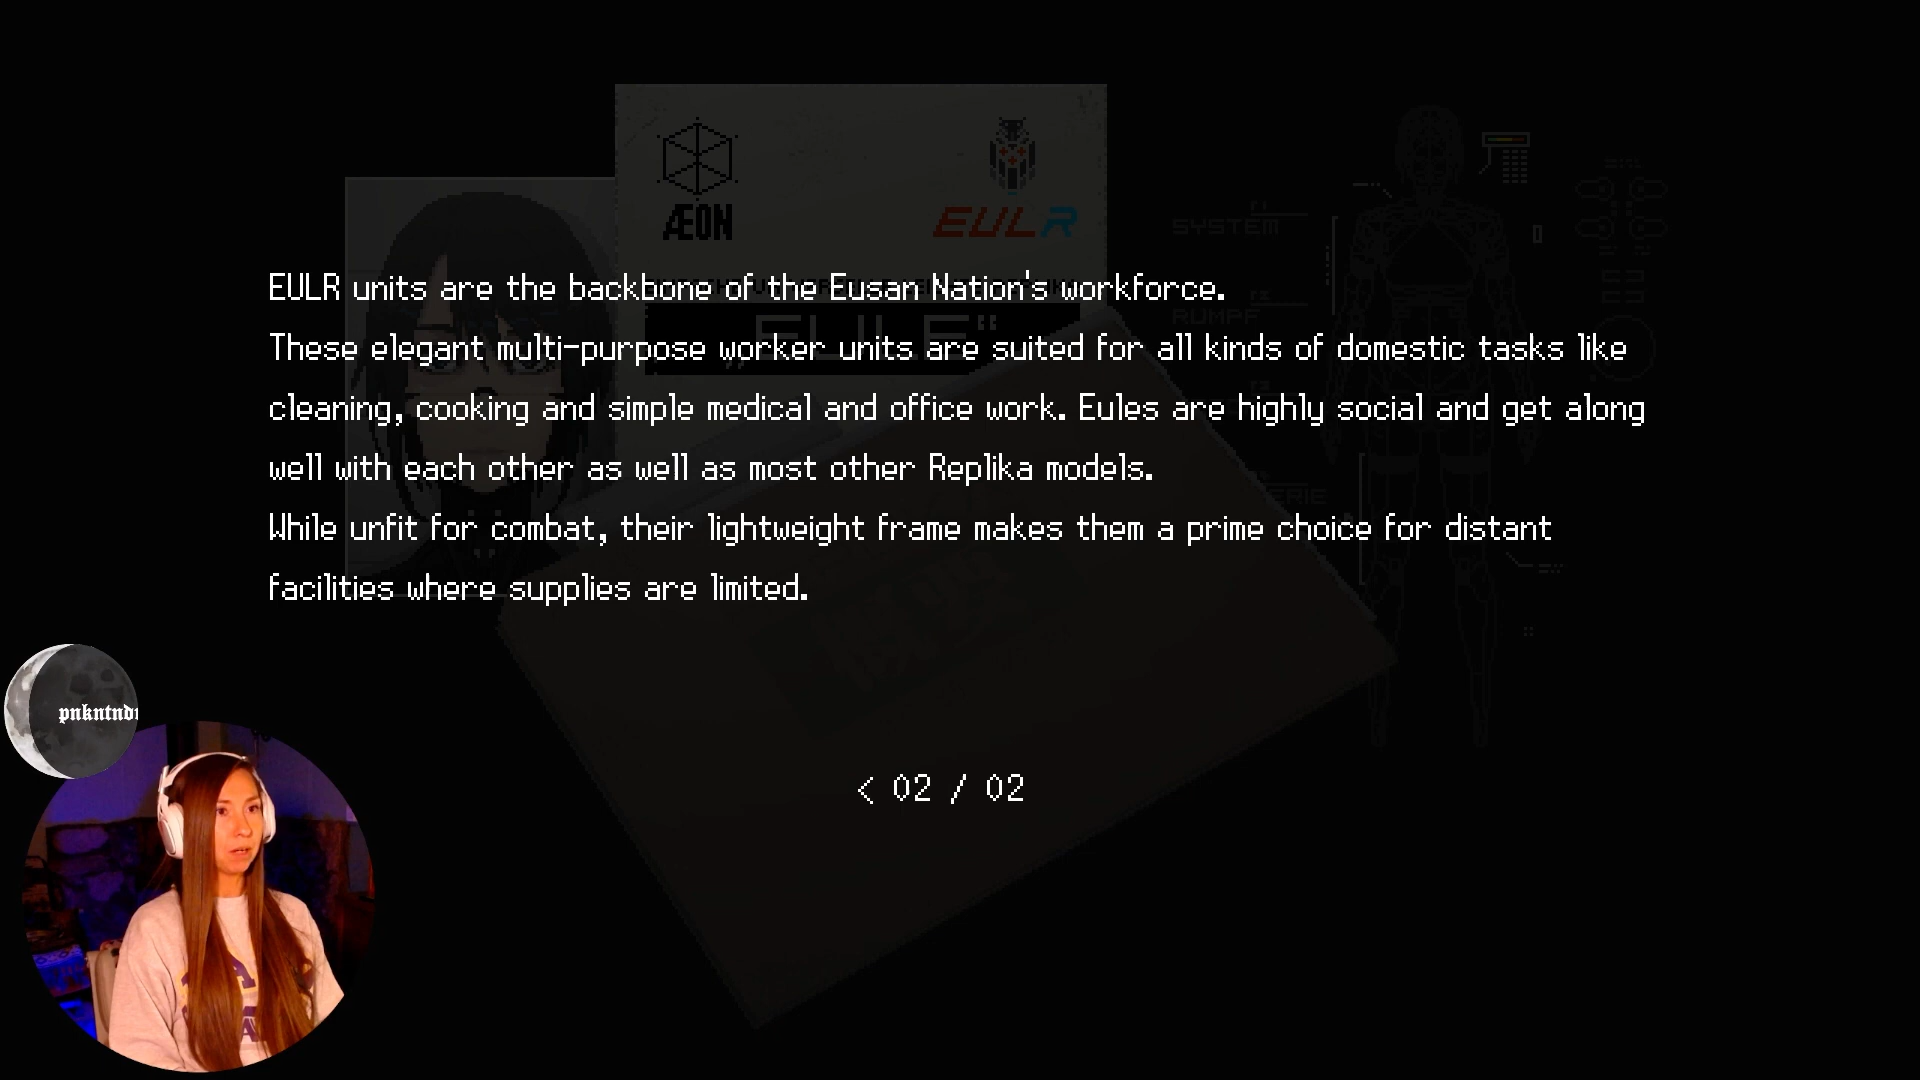 ÆON
EULR
SYSTEM
RUMPF
„EULE“
EULR units are the backbone of the Eusan Nation's workforce.
These elegant multi-purpose worker units are suited for all kinds of domestic tasks like
cleaning, cooking and simple medical and office work. Eules are highly social and get along
well with each other as well as most other Replika models.
While unfit for combat, their lightweight frame makes them a prime choice for distant
facilities where supplies are limited.
< 02 / 02